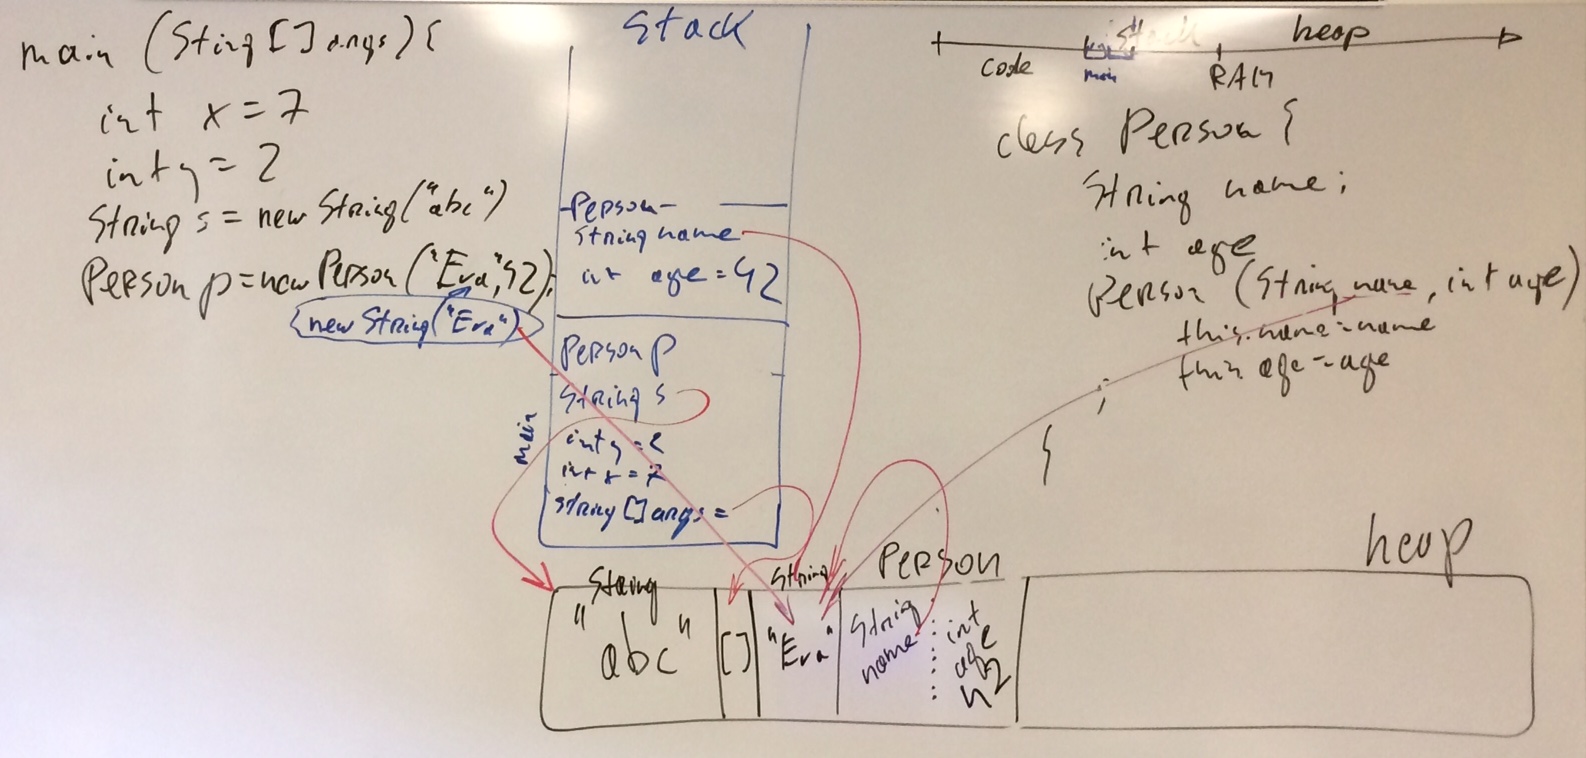 main (Sting [] args) {
int x = 7
int y = 2
String s = new String("abc")
Person p = new Person("Eva", 42);
new String("Eva")
Stack
Person
String name
int age = 42
Person p
String s
int y = 2
int x = 7
String [] args =
main
Stack
heap
code
main
RAM
class Person {
String name;
int age
Person (String name, int age)
this.name = name
this age = age
;
}
heap
String
"abc"
[]
String
"Eva"
Person
String
name
int
age
42